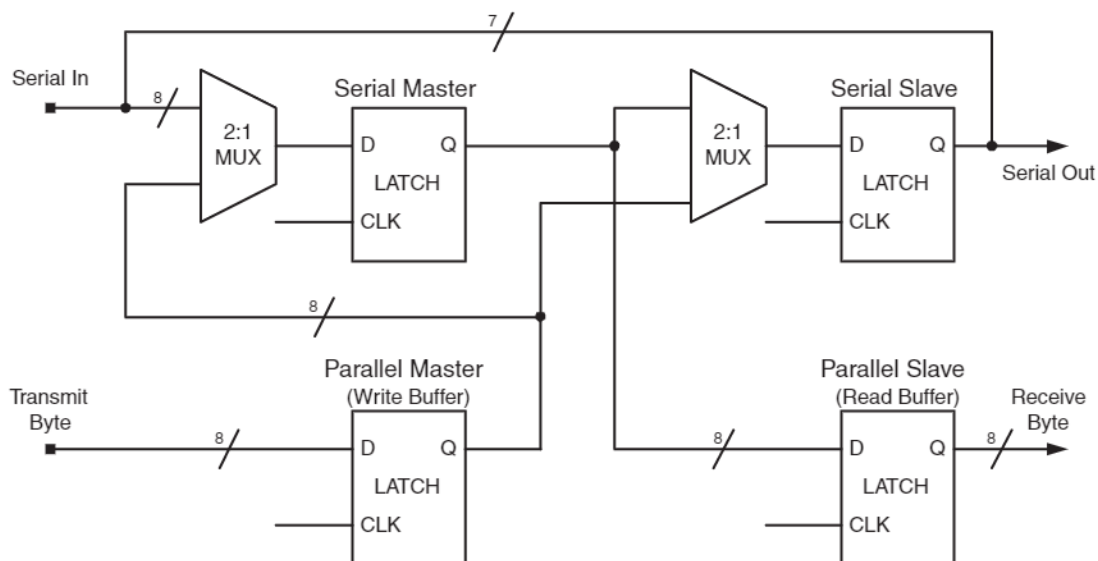 7
Serial In
8
2:1
MUX
Serial Master
D Q
LATCH
CLK
2:1
MUX
Serial Slave
D Q
LATCH
CLK
Serial Out
8
Transmit
Byte
8
Parallel Master
(Write Buffer)
D Q
LATCH
CLK
8
Parallel Slave
(Read Buffer)
D Q
LATCH
CLK
8
Receive
Byte